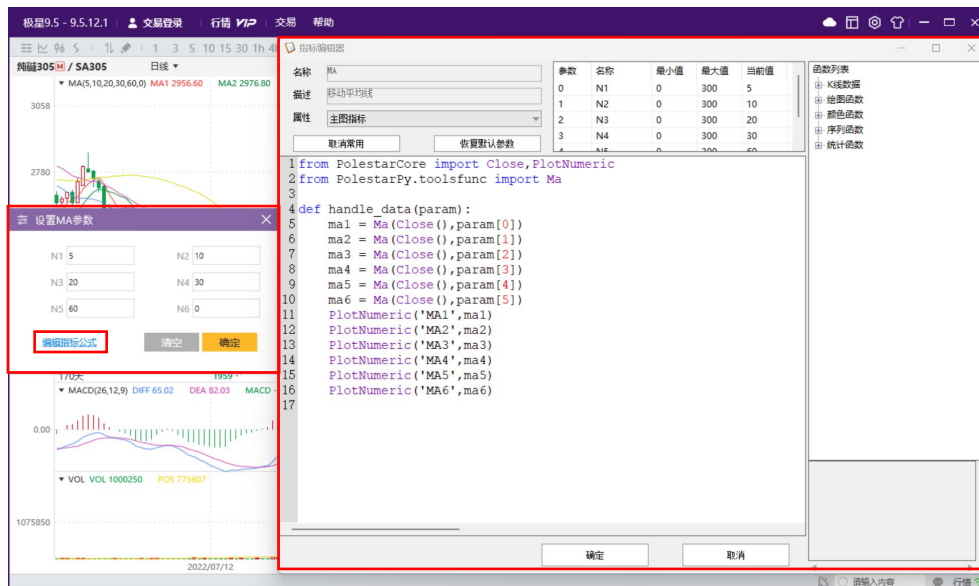 极星9.5 - 9.5.12.1 交易登录 行情 VIP 交易 帮助
1 3 5 10 15 30 1h
纯碱305 M / SA305 日线
MA(5,10,20,30,60,0) MA1 2956.60 MA2 2976.80
3058
2780
设置MA参数
N1 5 N2 10
N3 20 N4 30
N5 60 N6 0
编辑指标公式 清空 确定
170天 1959
MACD(26,12,9) DIFF 65.02 DEA 82.03 MACD -
0.00
VOL VOL 1000250 POS 775607
1075850
2022/07/12
指标编辑器
名称 MA
描述 移动平均线
属性 主图指标
取消常用 恢复默认参数
参数 名称 最小值 最大值 当前值
0 N1 0 300 5
1 N2 0 300 10
2 N3 0 300 20
3 N4 0 300 30
4 N5 0 300 60
函数列表
K线数据
绘图函数
颜色函数
序列函数
统计函数
1 from PolestarCore import Close,PlotNumeric
2 from PolestarPy.toolsfunc import Ma
3
4 def handle_data(param):
5 ma1 = Ma(Close(),param[0])
6 ma2 = Ma(Close(),param[1])
7 ma3 = Ma(Close(),param[2])
8 ma4 = Ma(Close(),param[3])
9 ma5 = Ma(Close(),param[4])
10 ma6 = Ma(Close(),param[5])
11 PlotNumeric('MA1',ma1)
12 PlotNumeric('MA2',ma2)
13 PlotNumeric('MA3',ma3)
14 PlotNumeric('MA4',ma4)
15 PlotNumeric('MA5',ma5)
16 PlotNumeric('MA6',ma6)
17
确定 取消
请输入内容 行情